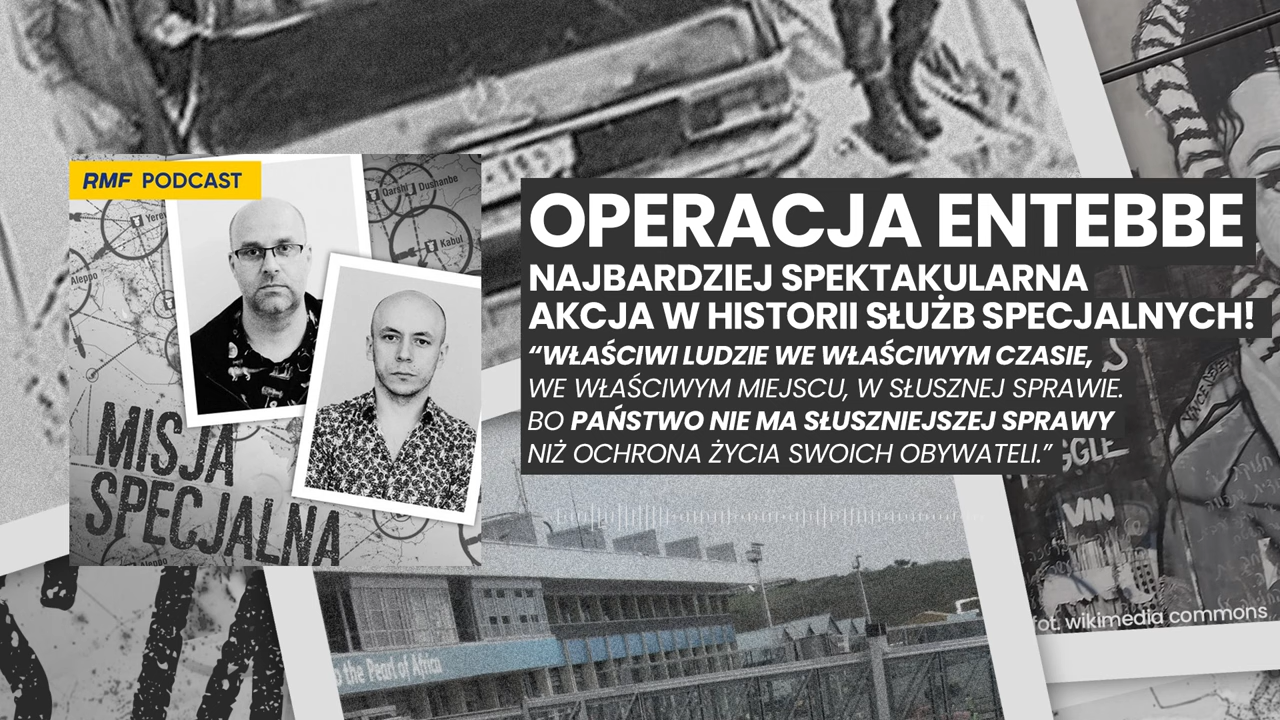 RMF PODCAST
Qarshi
Dushanbe
Kabul
Aleppo
MISJA
SPECJALNA
OPERACJA ENTEBBE
NAJBARDZIEJ SPEKTAKULARNA
AKCJA W HISTORII SŁUŻB SPECJALNYCH!
“WŁAŚCIWI LUDZIE WE WŁAŚCIWYM CZASIE,
WE WŁAŚCIWYM MIEJSCU, W SŁUSZNEJ SPRAWIE.
BO PAŃSTWO NIE MA SŁUSZNIEJSZEJ SPRAWY
NIŻ OCHRONA ŻYCIA SWOICH OBYWATELI.”
VIN
the Pearl of Africa
fot. wikimedia commons